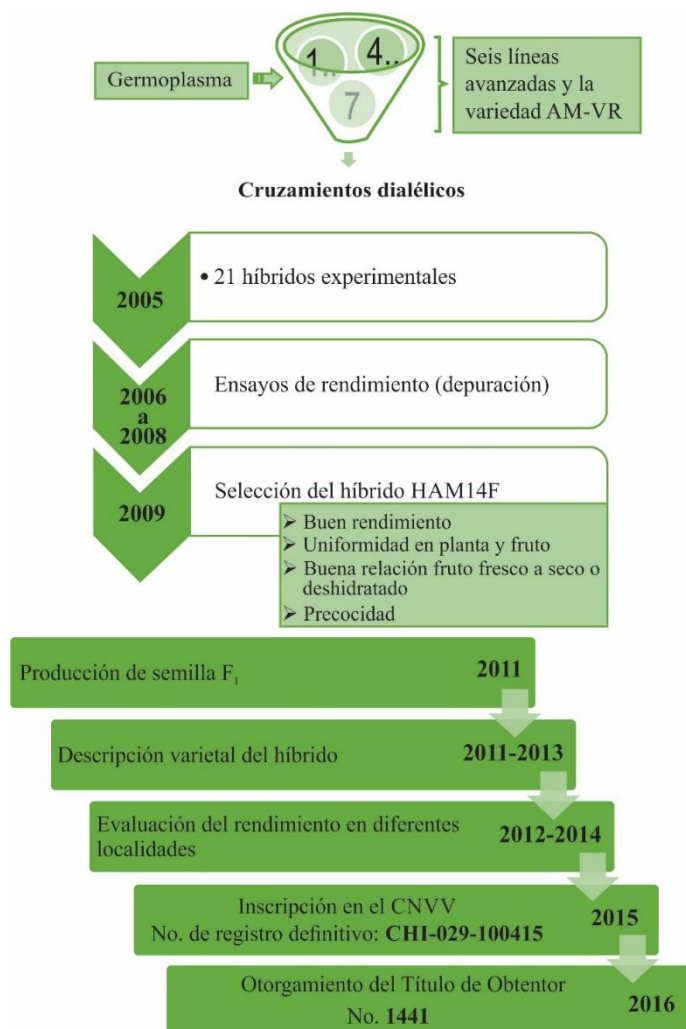 Germoplasma
1..
4..
7
Seis líneas
avanzadas y la
variedad AM-VR
Cruzamientos dialélicos
2005
• 21 híbridos experimentales
2006
a
2008
Ensayos de rendimiento (depuración)
2009
Selección del híbrido HAM14F
➢ Buen rendimiento
➢ Uniformidad en planta y fruto
➢ Buena relación fruto fresco a seco o
deshidratado
➢ Precocidad
Producción de semilla F₁
2011
Descripción varietal del híbrido
2011-2013
Evaluación del rendimiento en diferentes
localidades
2012-2014
Inscripción en el CNVV
No. de registro definitivo: CHI-029-100415
2015
Otorgamiento del Título de Obtentor
No. 1441
2016